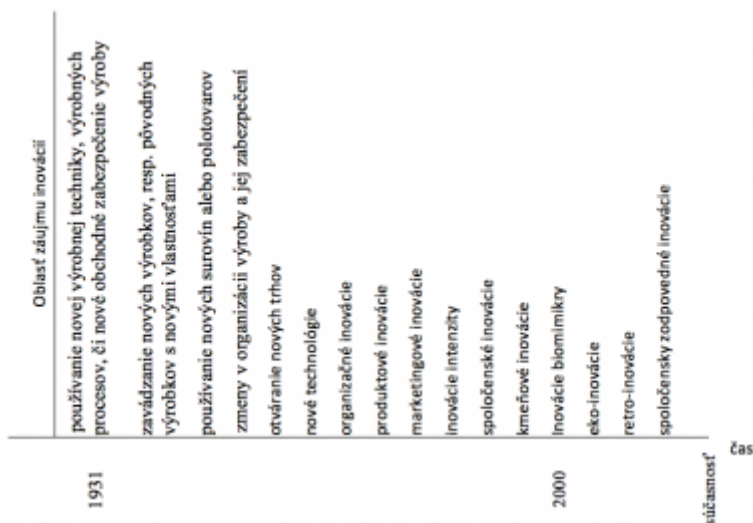 Oblasť záujmu inovácií
1931
používanie novej výrobnej techniky, výrobných
procesov, či nové obchodné zabezpečenie výroby
zavádzanie nových výrobkov, resp. pôvodných
výrobkov s novými vlastnosťami
používanie nových surovín alebo polotovarov
zmeny v organizácii výroby a jej zabezpečení
otváranie nových trhov
nové technológie
organizačné inovácie
produktové inovácie
marketingové inovácie
inovácie intenzity
spoločenské inovácie
kmeňové inovácie
2000
Inovácie biomimikry
eko-inovácie
retro-inovácie
spoločensky zodpovedné inovácie
súčasnosť
čas